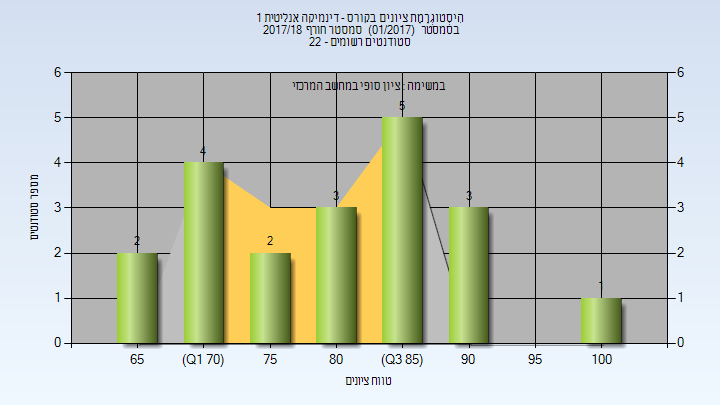 היסטוגרמת ציונים בקורס - דינמיקה אנליטית 1
בסמסטר (01/2017) סמסטר חורף 2017/18
סטודנטים רשומים - 22
במשימה : ציון סופי במחשב המרכזי
מספר סטודנטים
6 6
5 5
4 4
3 3
2 2
1 1
0 0
2 4 2 3 5 3 1
65 (Q1 70) 75 80 (Q3 85) 90 95 100
טווח ציונים